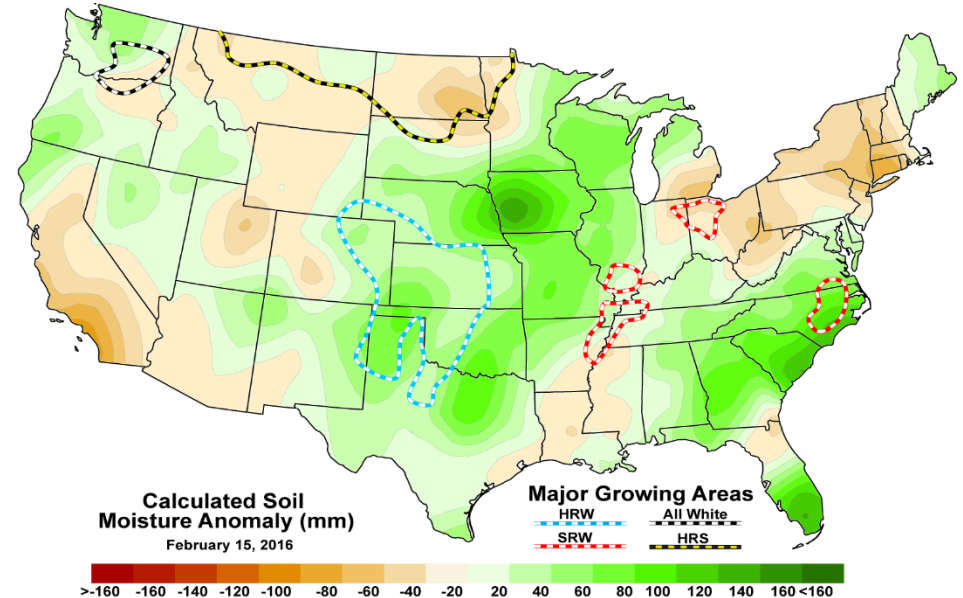 Calculated Soil
Moisture Anomaly (mm)
February 15, 2016
Major Growing Areas
HRW All White
SRW HRS
>-160 -160 -140 -120 -100 -80 -60 -40 -20 20 40 60 80 100 120 140 160 <160